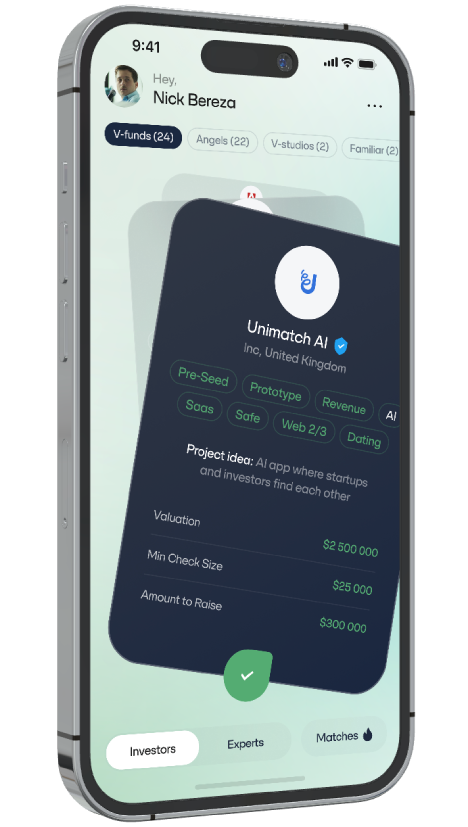 9:41
Hey,
Nick Bereza
...
V-funds (24) Angels (22) V-studios (2) Familiar (2)
Unimatch AI
Inc, United Kingdom
Pre-Seed Prototype Revenue AI
Saas Safe Web 2/3 Dating
Project idea: AI app where startups
and investors find each other
Valuation $2 500 000
Min Check Size $25 000
Amount to Raise $300 000
Investors Experts Matches